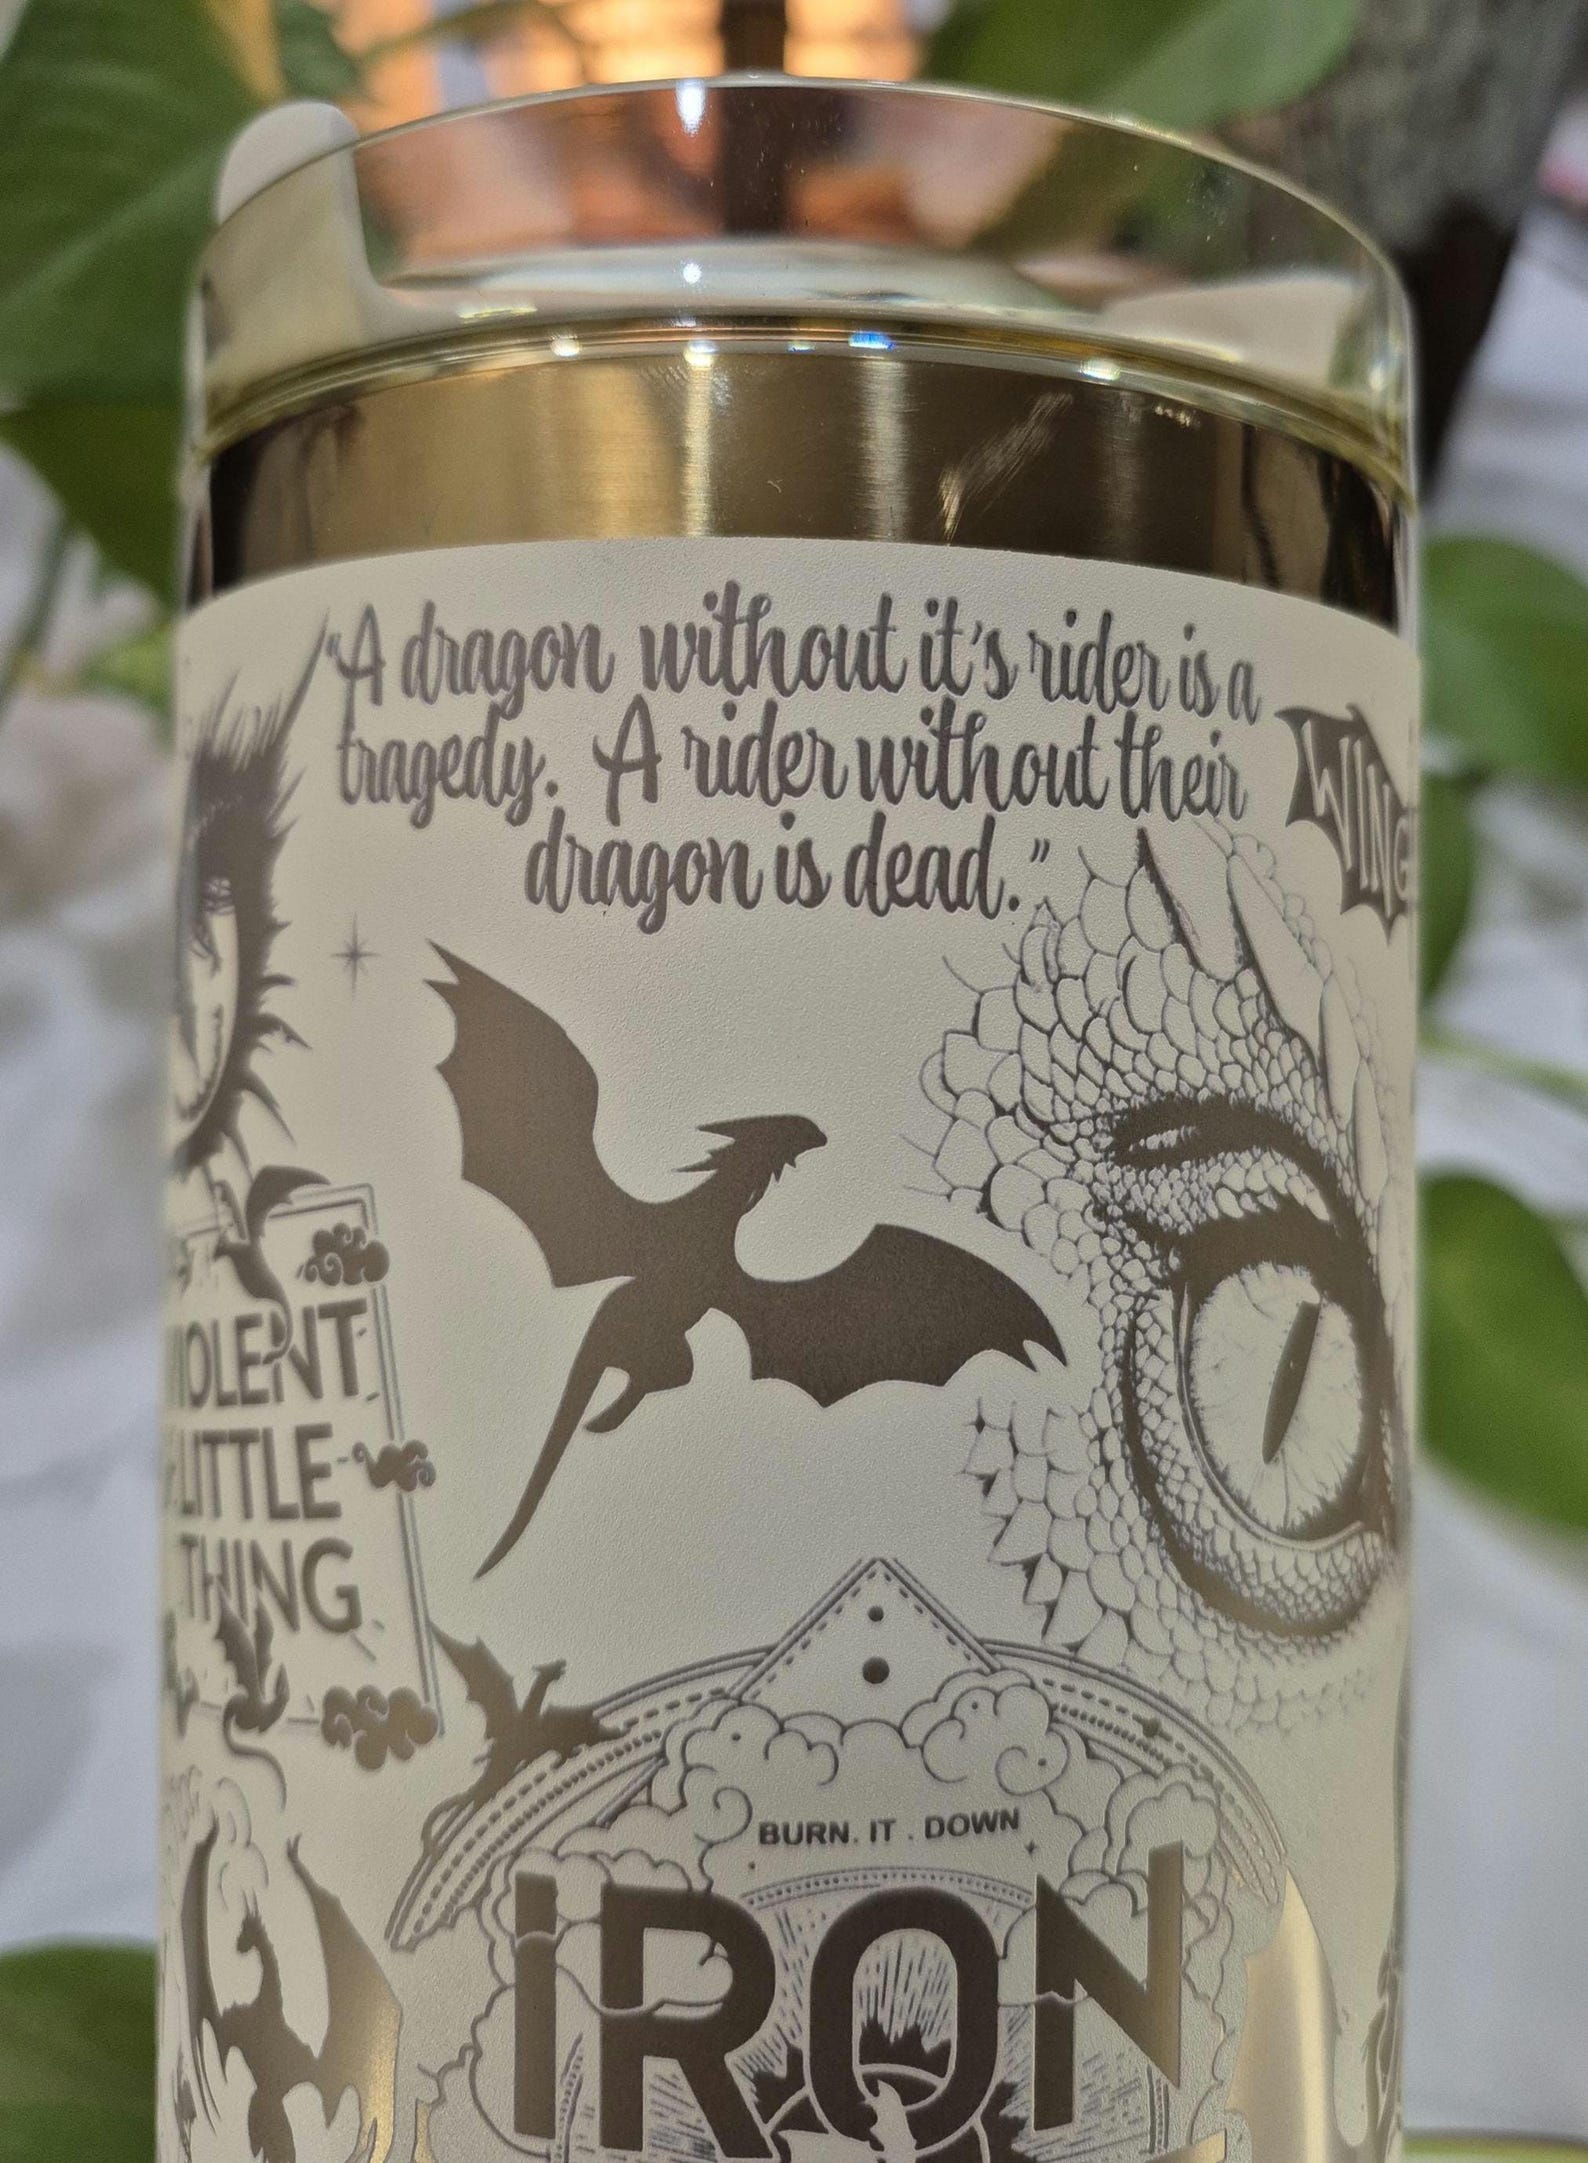 "A dragon without it's rider is a
tragedy. A rider without their
dragon is dead."
WING
VIOLENT
LITTLE
THING
BURN. IT. DOWN
IRON